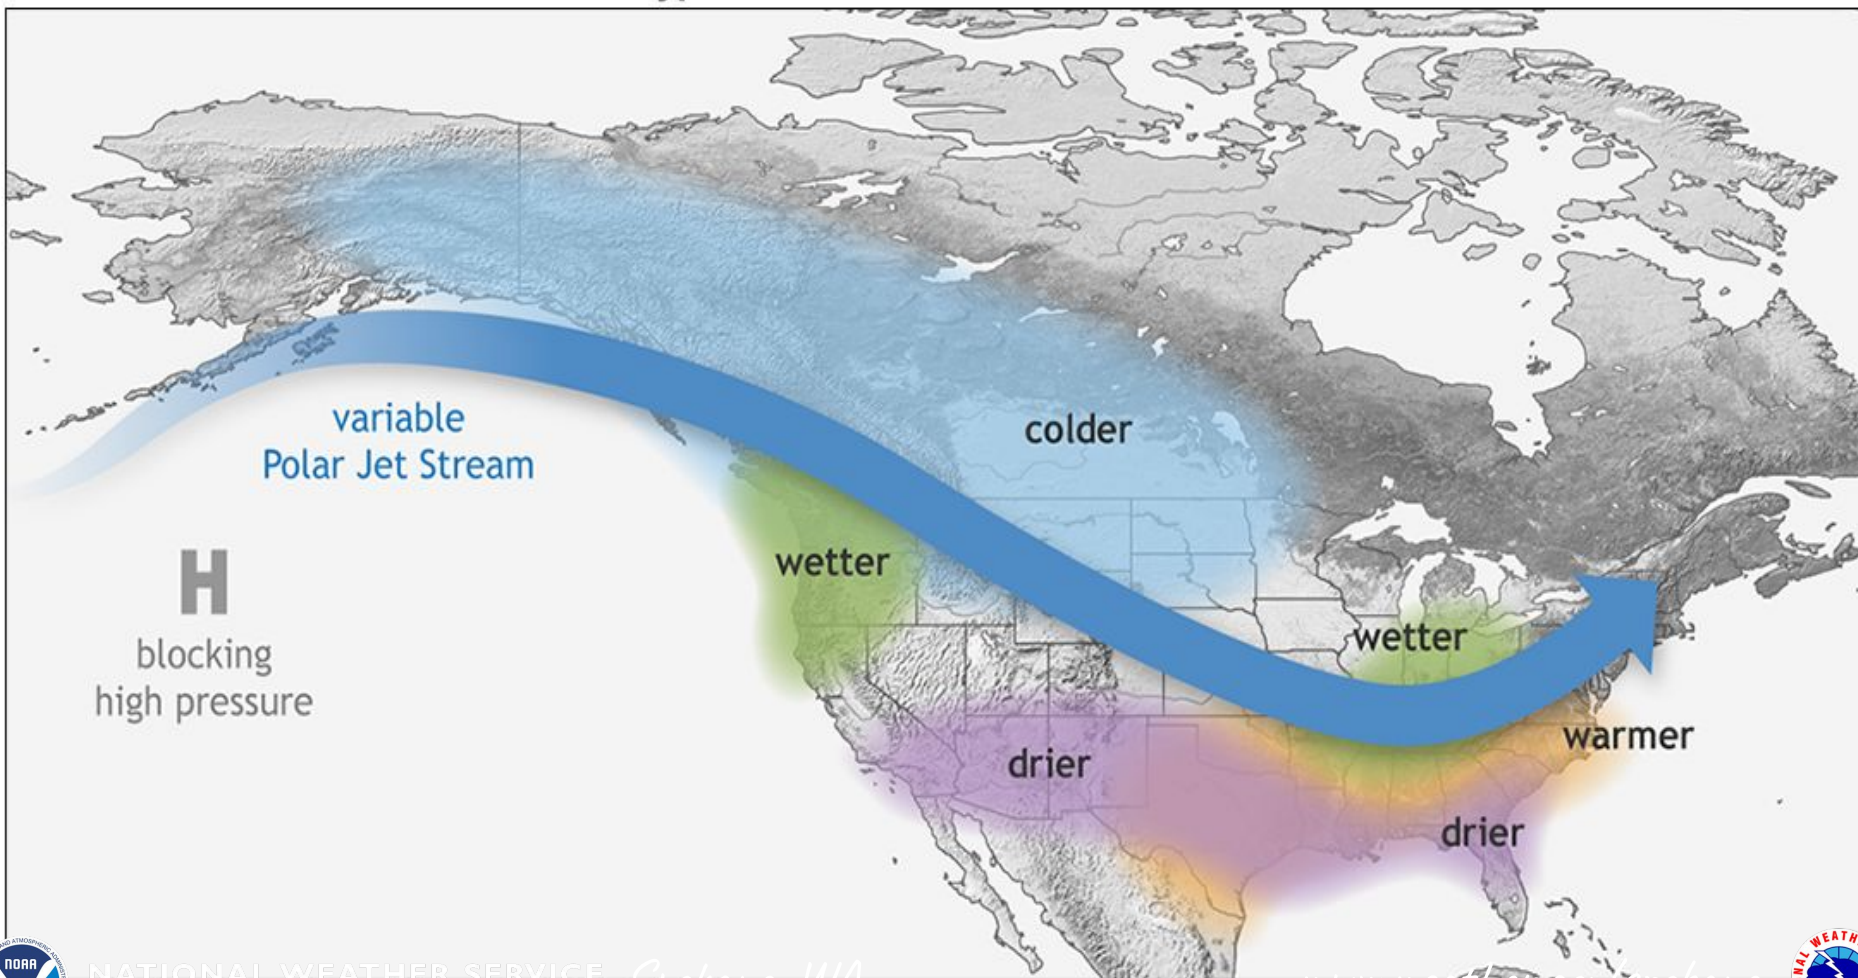 variable
Polar Jet Stream
colder
wetter
H
blocking
high pressure
wetter
warmer
drier
drier
NOAA
NATIONAL WEATHER SERVICE